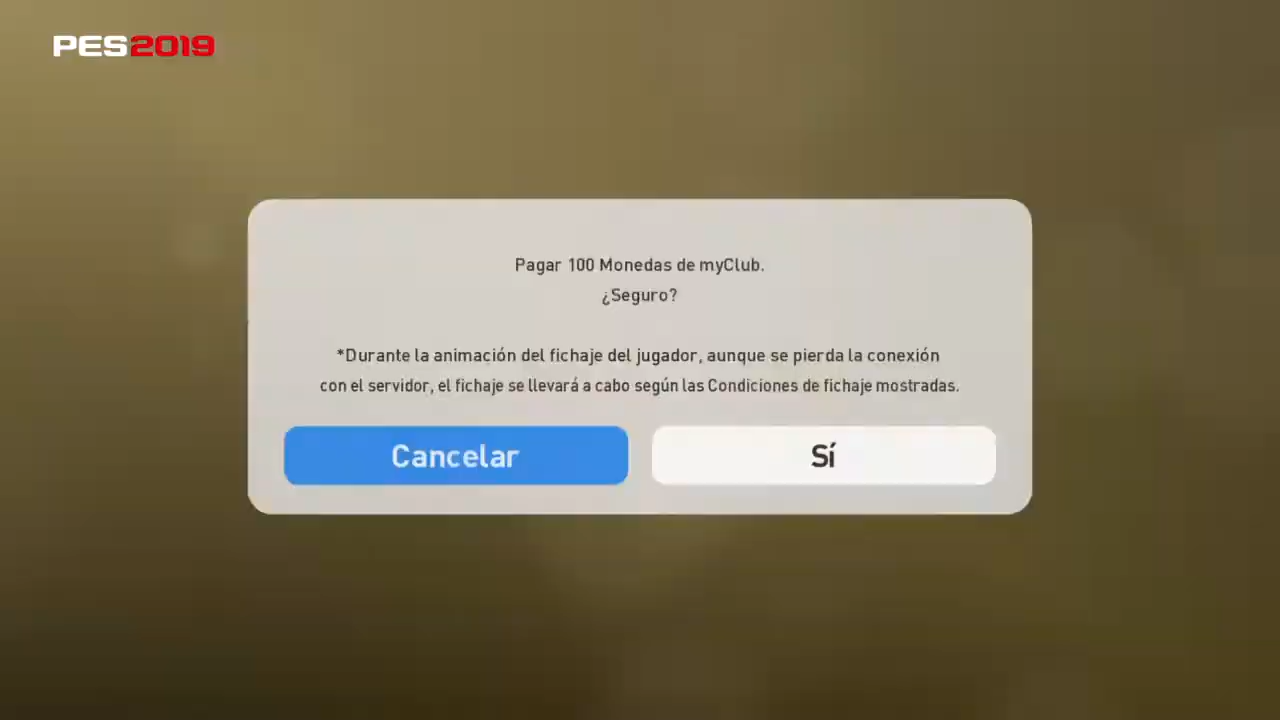 PES2019
Pagar 100 Monedas de myClub.
¿Seguro?
*Durante la animación del fichaje del jugador, aunque se pierda la conexión
con el servidor, el fichaje se llevará a cabo según las Condiciones de fichaje mostradas.
Cancelar
Sí